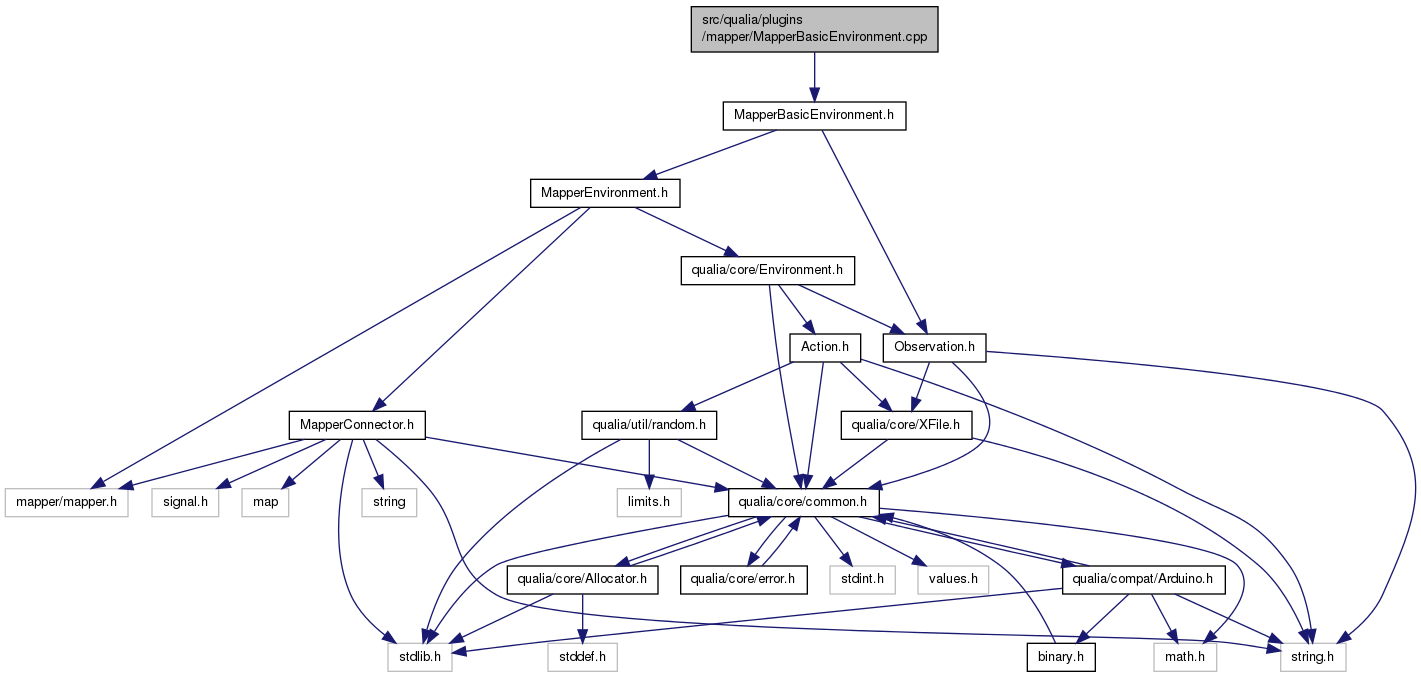 src/qualia/plugins
/mapper/MapperBasicEnvironment.cpp
MapperBasicEnvironment.h
MapperEnvironment.h
qualia/core/Environment.h
Action.h
Observation.h
MapperConnector.h
qualia/util/random.h
qualia/core/XFile.h
mapper/mapper.h
signal.h
map
string
limits.h
qualia/core/common.h
qualia/core/Allocator.h
qualia/core/error.h
stdint.h
values.h
qualia/compat/Arduino.h
stdlib.h
stddef.h
binary.h
math.h
string.h